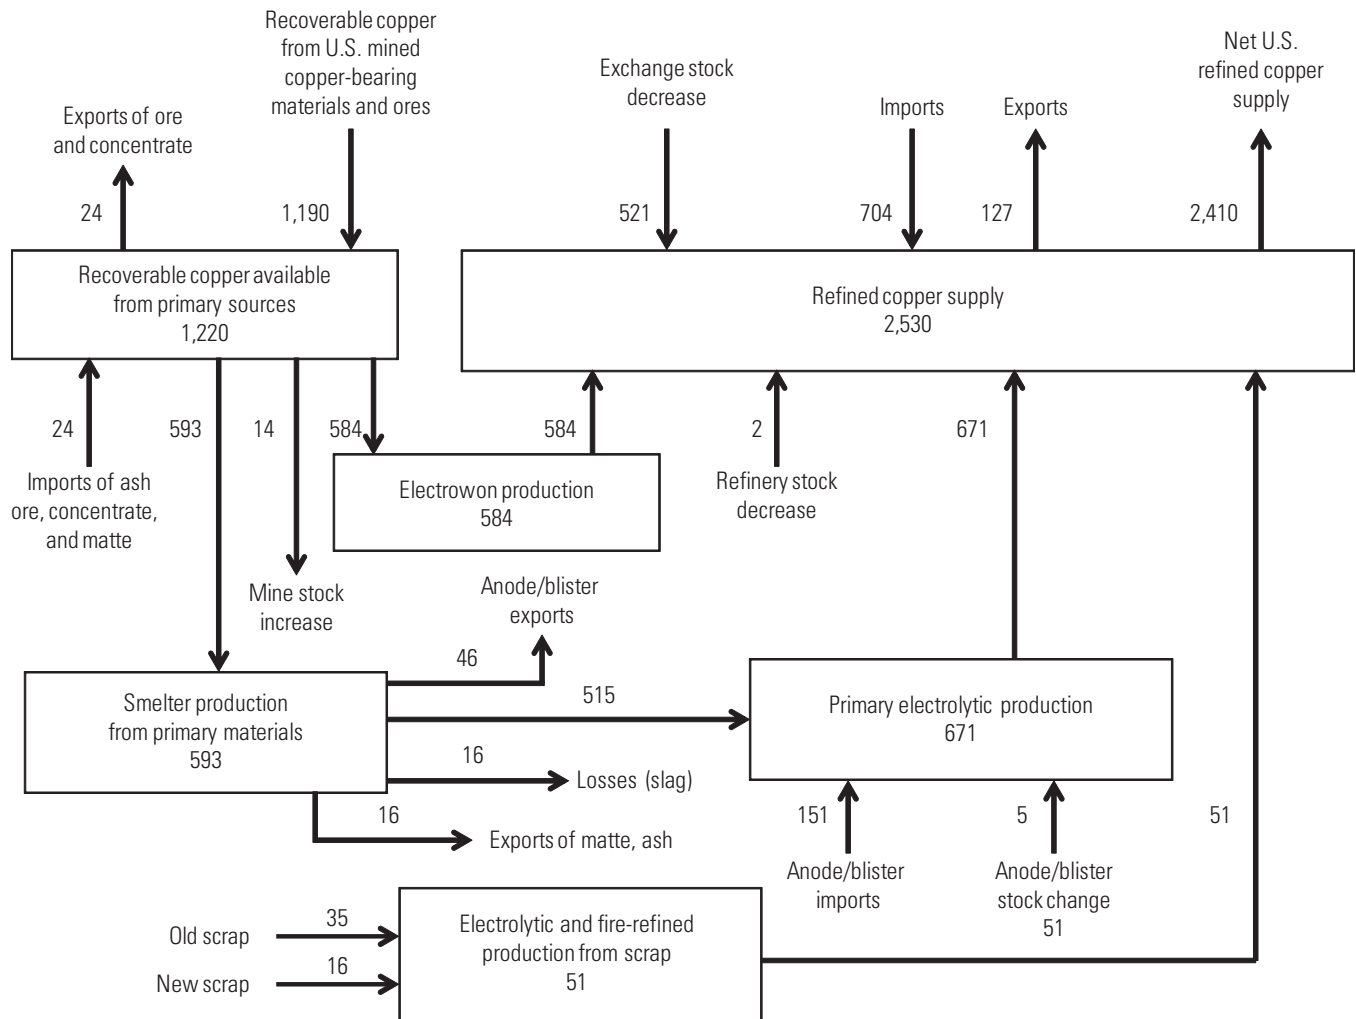 Recoverable copper
from U.S. mined
copper-bearing
materials and ores
Exports of ore
and concentrate
24
1,190
Exchange stock
decrease
521
Imports
704
Exports
127
Net U.S.
refined copper
supply
2,410
Recoverable copper available
from primary sources
1,220
Refined copper supply
2,530
24
Imports of ash
ore, concentrate,
and matte
593
14
Mine stock
increase
584
Electrowon production
584
584
2
Refinery stock
decrease
671
Smelter production
from primary materials
593
46
Anode/blister
exports
515
16
Losses (slag)
16
Exports of matte, ash
Primary electrolytic production
671
151
Anode/blister
imports
5
Anode/blister
stock change
51
51
Old scrap
35
New scrap
16
Electrolytic and fire-refined
production from scrap
51